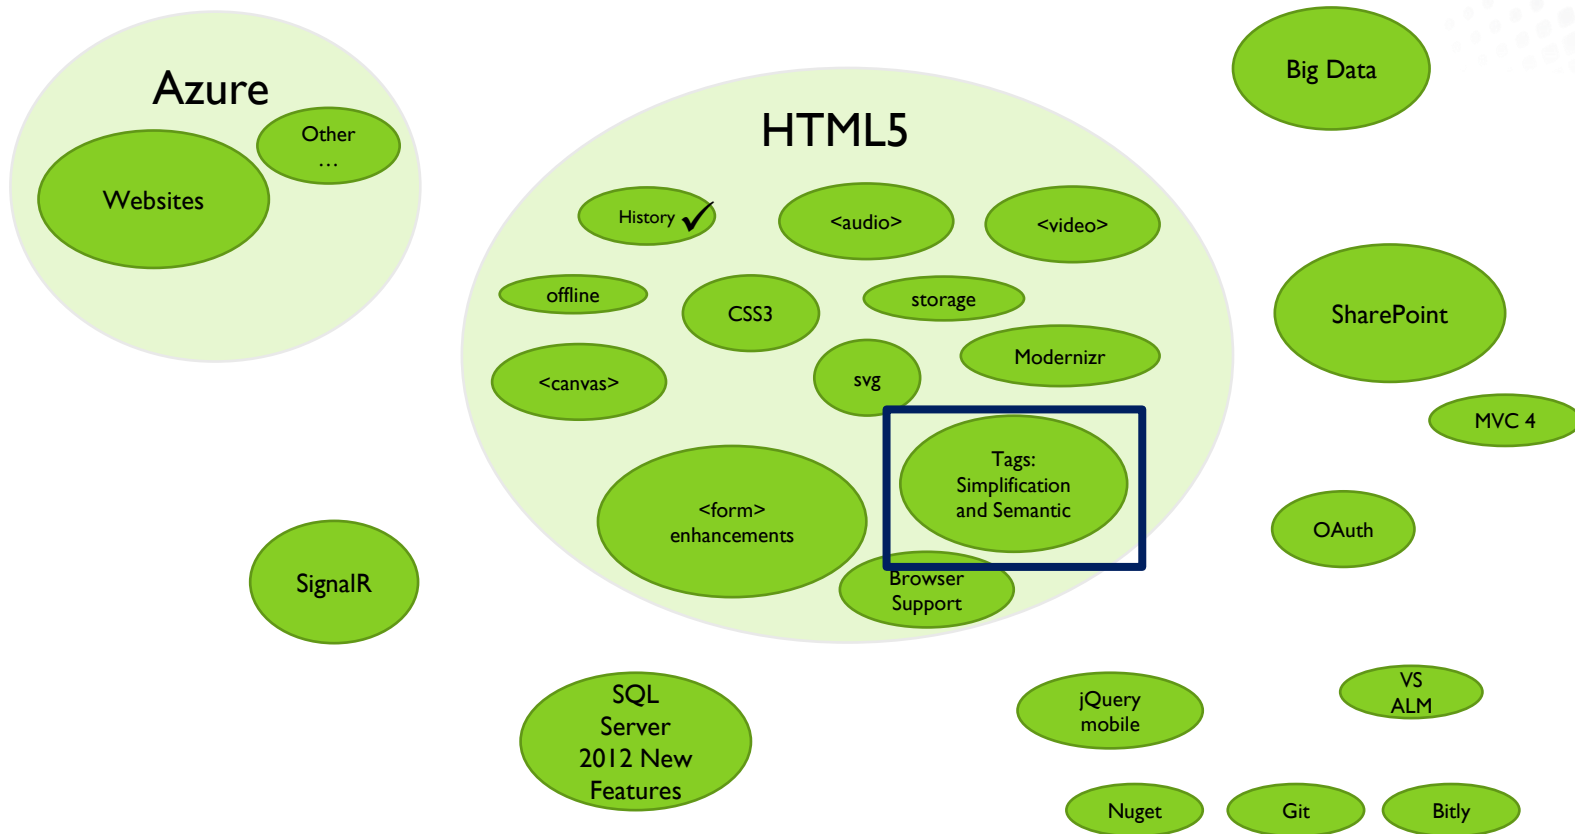 Azure
Other
…
Websites
HTML5
History
<audio>
<video>
offline
CSS3
storage
<canvas>
svg
Modernizr
<form>
enhancements
Tags:
Simplification
and Semantic
Browser
Support
Big Data
SharePoint
MVC 4
OAuth
SignalR
SQL
Server
2012 New
Features
jQuery
mobile
VS
ALM
Nuget
Git
Bitly